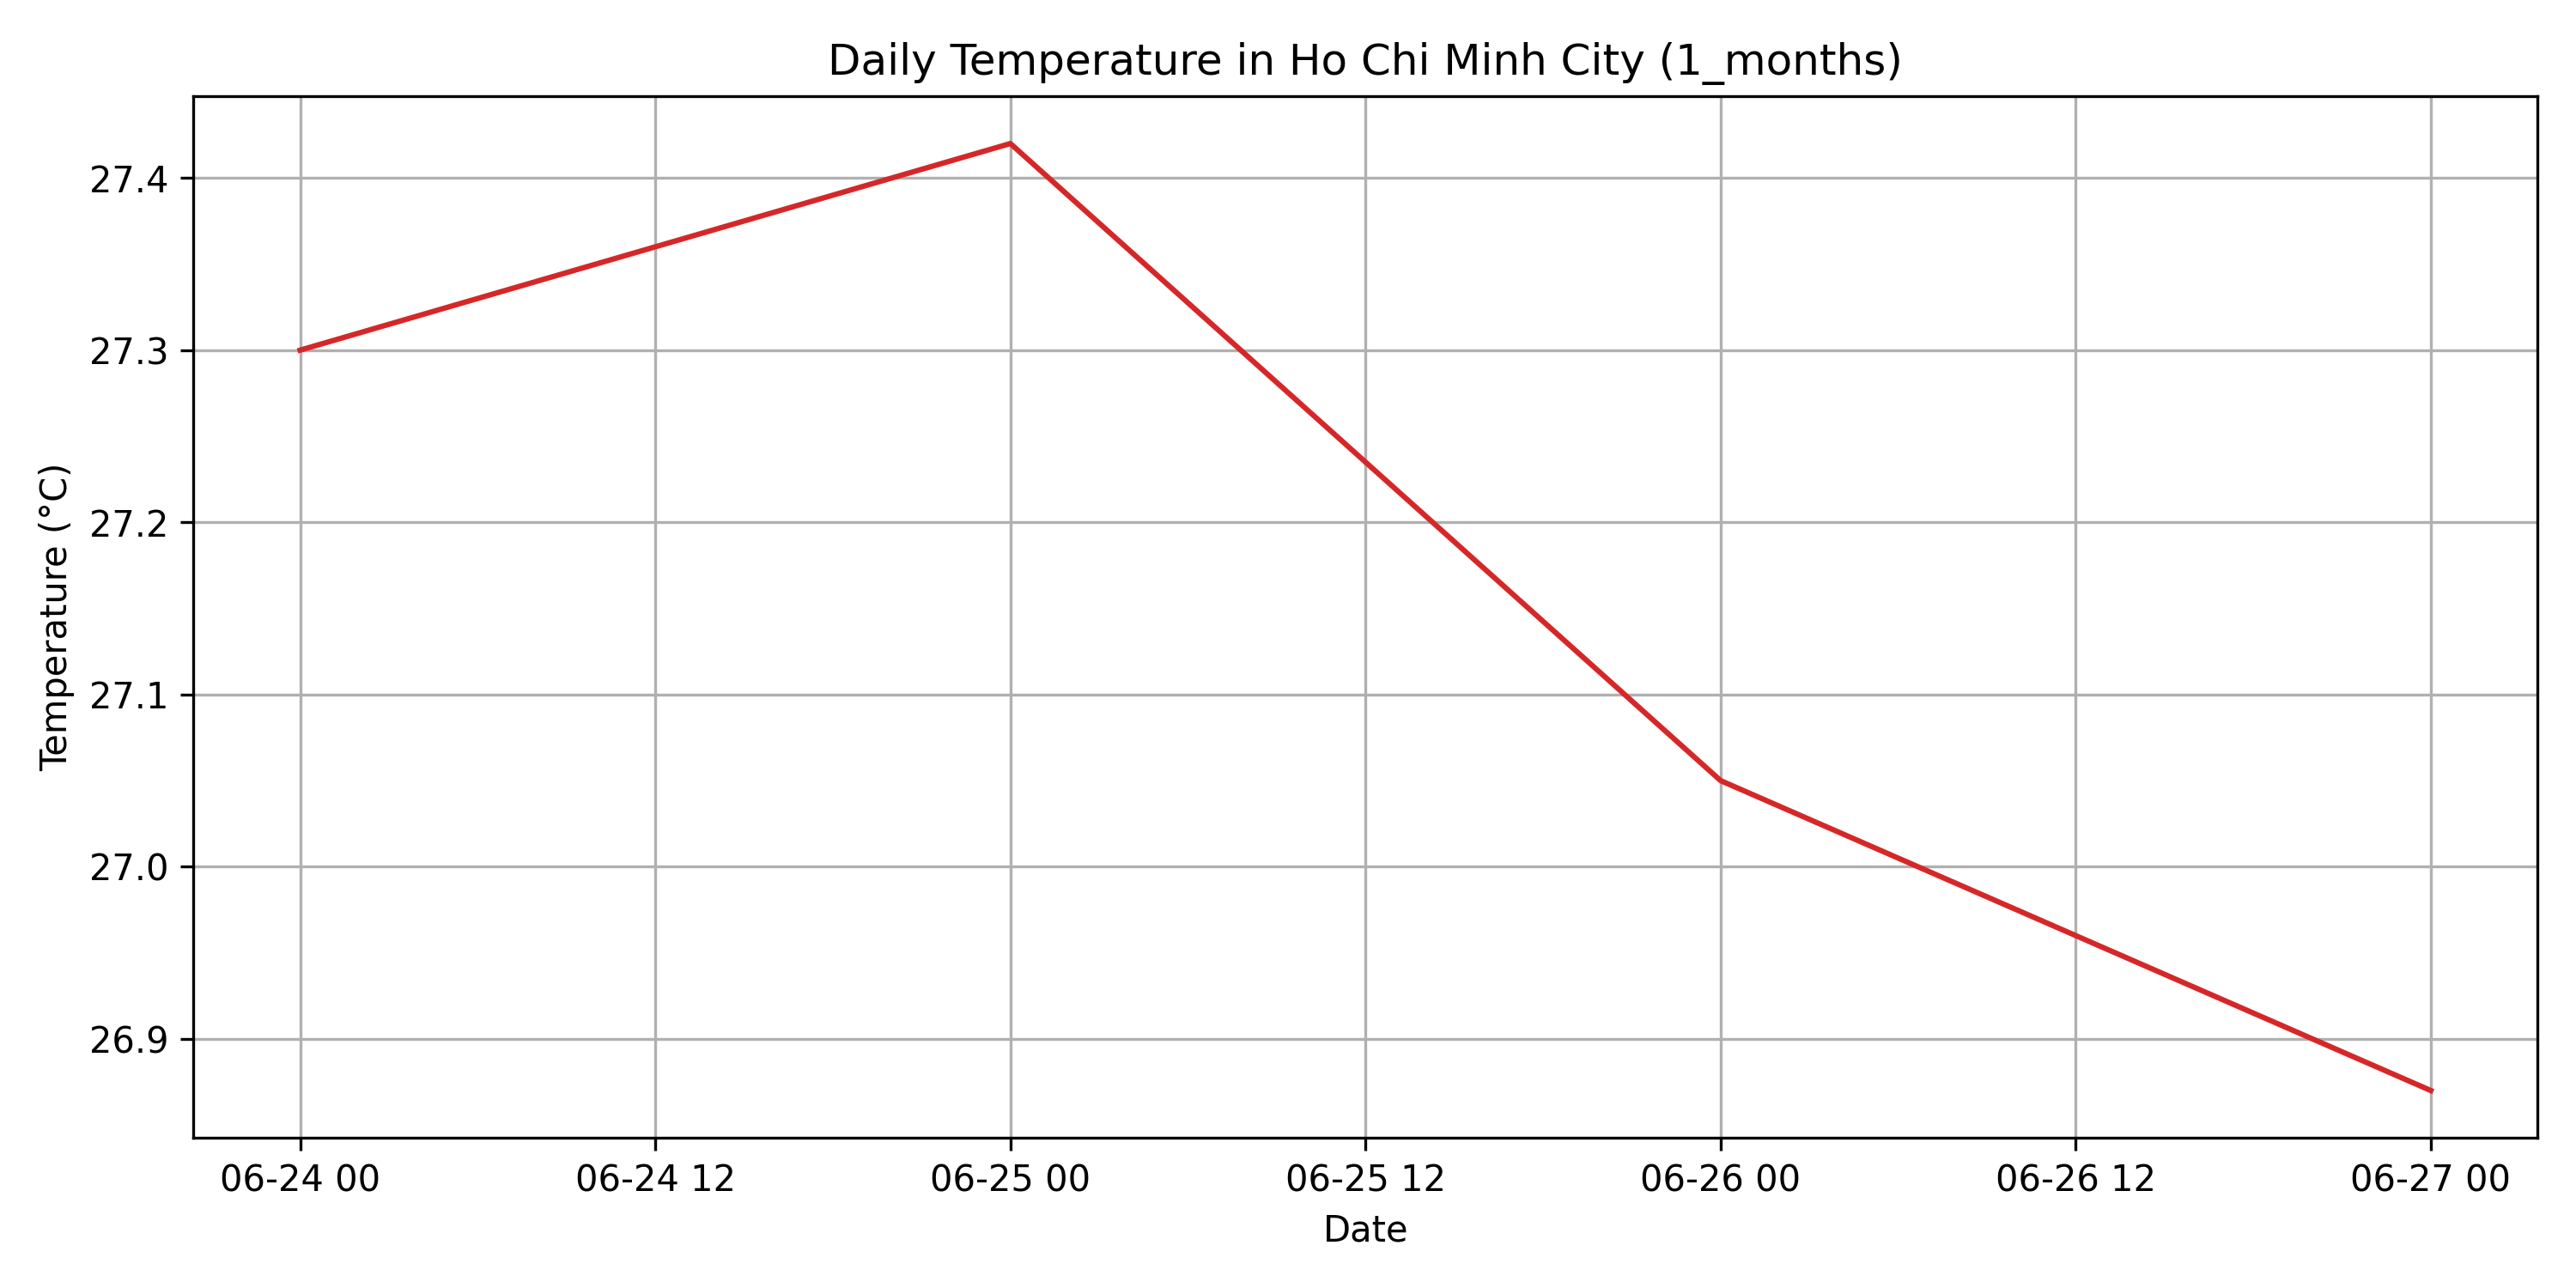 Daily Temperature in Ho Chi Minh City (1_months)
Temperature (°C)
27.4
27.3
27.2
27.1
27.0
26.9
06-24 00 06-24 12 06-25 00 06-25 12 06-26 00 06-26 12 06-27 00
Date